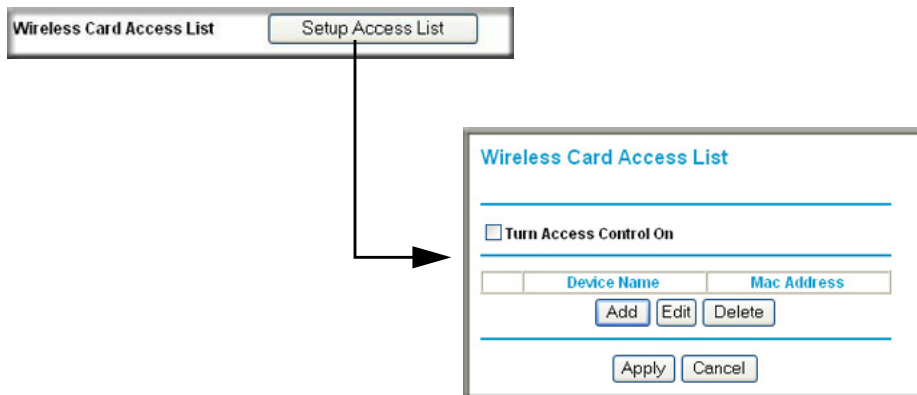 Wireless Card Access List Setup Access List
Wireless Card Access List
Turn Access Control On
Device Name Mac Address
Add Edit Delete
Apply Cancel